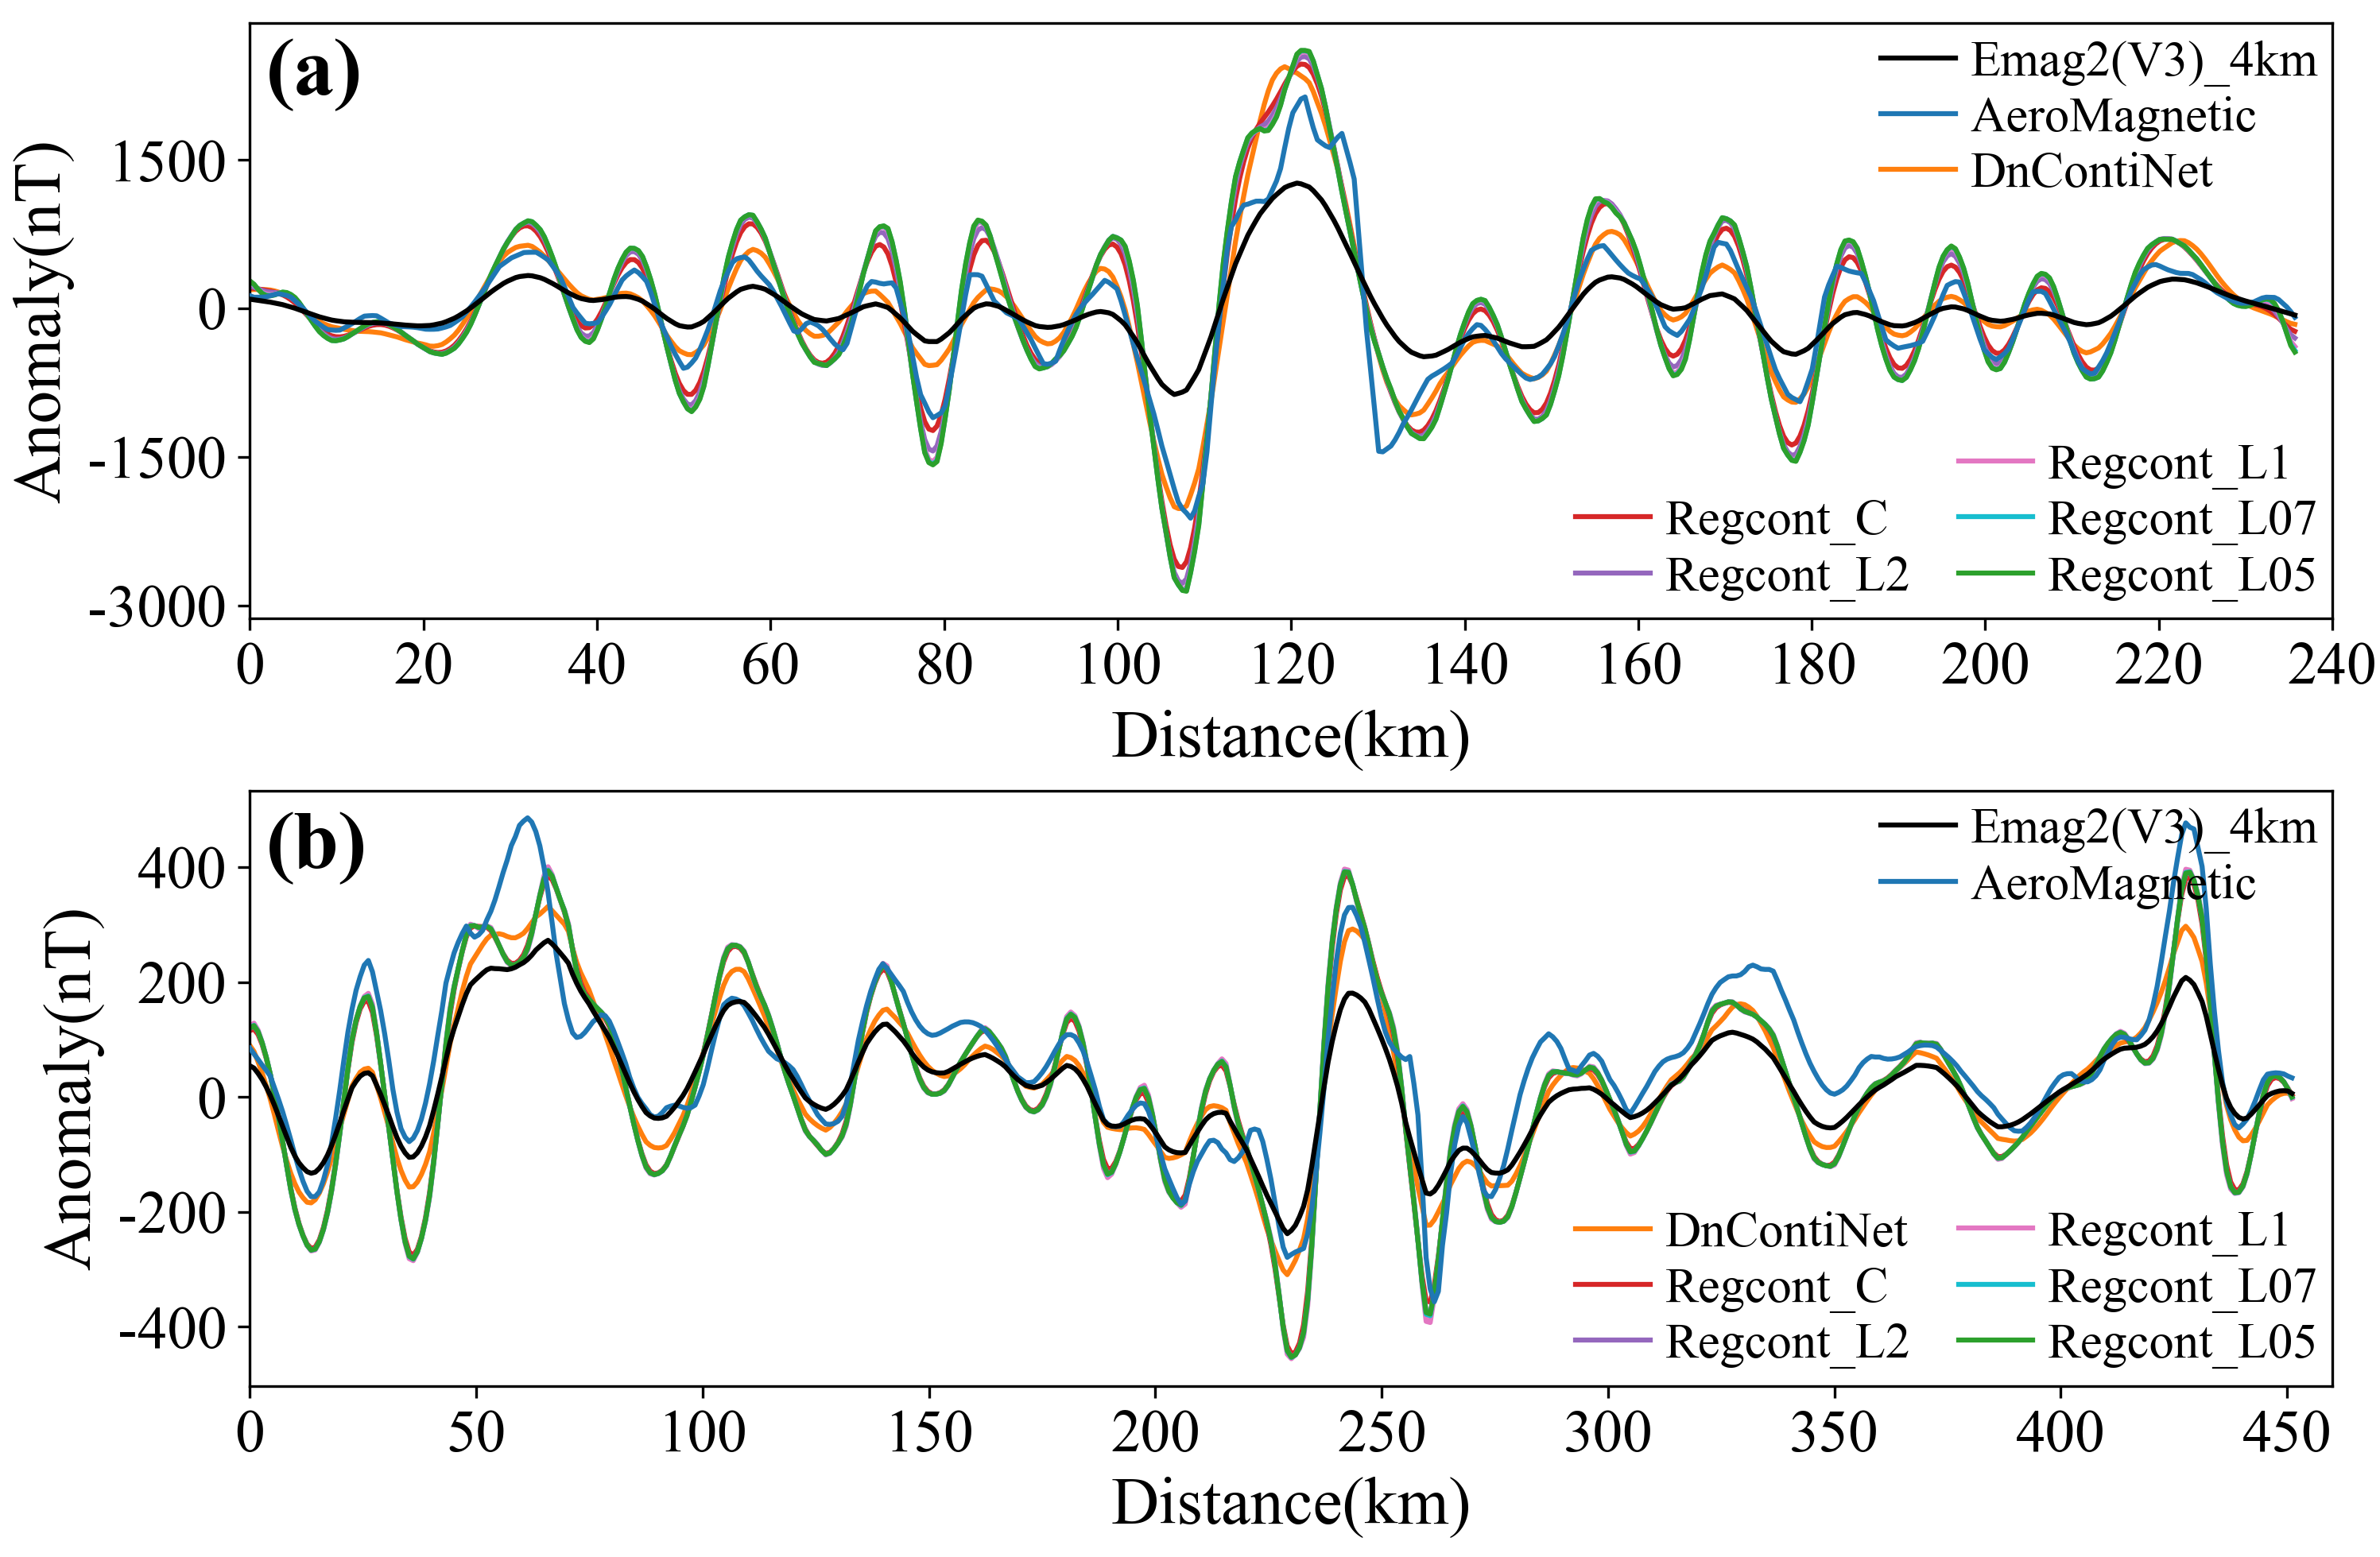 (a)
Anomaly(nT)
1500
0
-1500
-3000
Emag2(V3)_4km
AeroMagnetic
DnContiNet
Regcont_C
Regcont_L2
Regcont_L1
Regcont_L07
Regcont_L05
0 20 40 60 80 100 120 140 160 180 200 220 240
Distance(km)
(b)
Anomaly(nT)
400
200
0
-200
-400
Emag2(V3)_4km
AeroMagnetic
DnContiNet
Regcont_C
Regcont_L2
Regcont_L1
Regcont_L07
Regcont_L05
0 50 100 150 200 250 300 350 400 450
Distance(km)